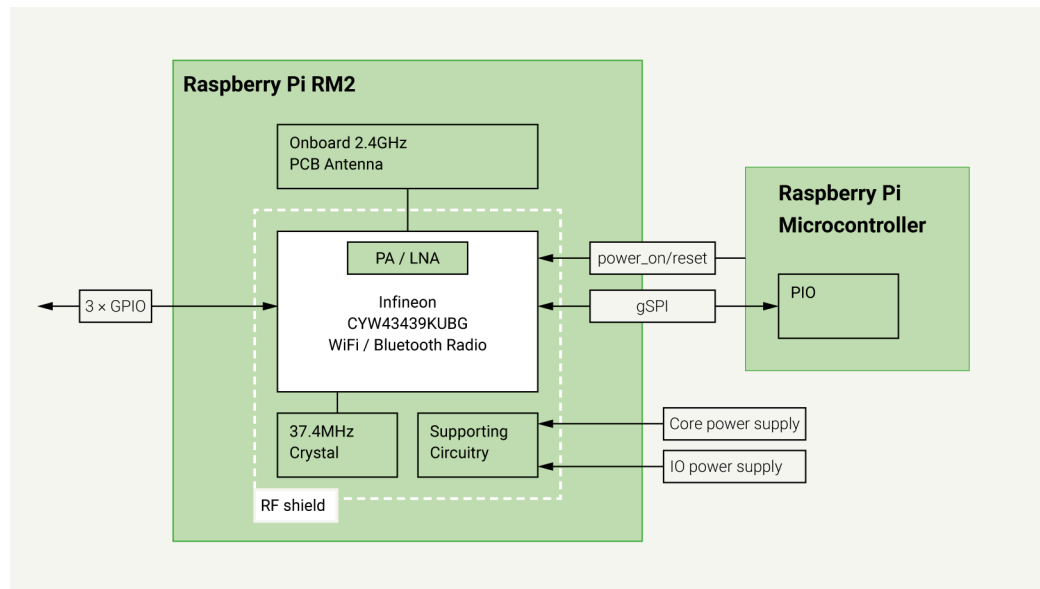 Raspberry Pi RM2
Onboard 2.4GHz
PCB Antenna
Raspberry Pi
Microcontroller
PA / LNA
power_on/reset
Infineon
CYW43439KUBG
WiFi / Bluetooth Radio
3 × GPIO
gSPI
PIO
37.4MHz
Crystal
Supporting
Circuitry
Core power supply
IO power supply
RF shield